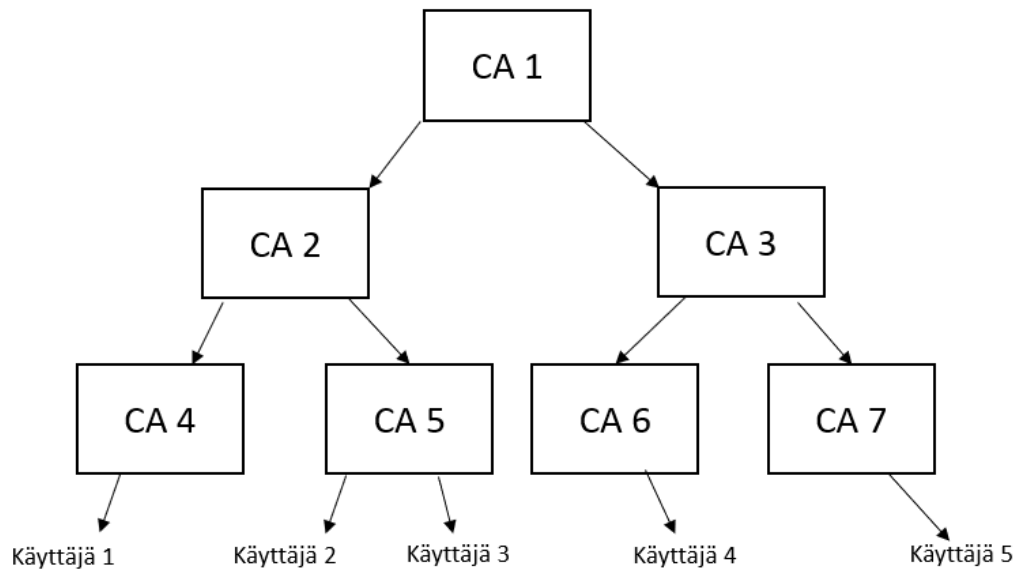 CA 1
CA 2
CA 3
CA 4
CA 5
CA 6
CA 7
Käyttäjä 1
Käyttäjä 2
Käyttäjä 3
Käyttäjä 4
Käyttäjä 5